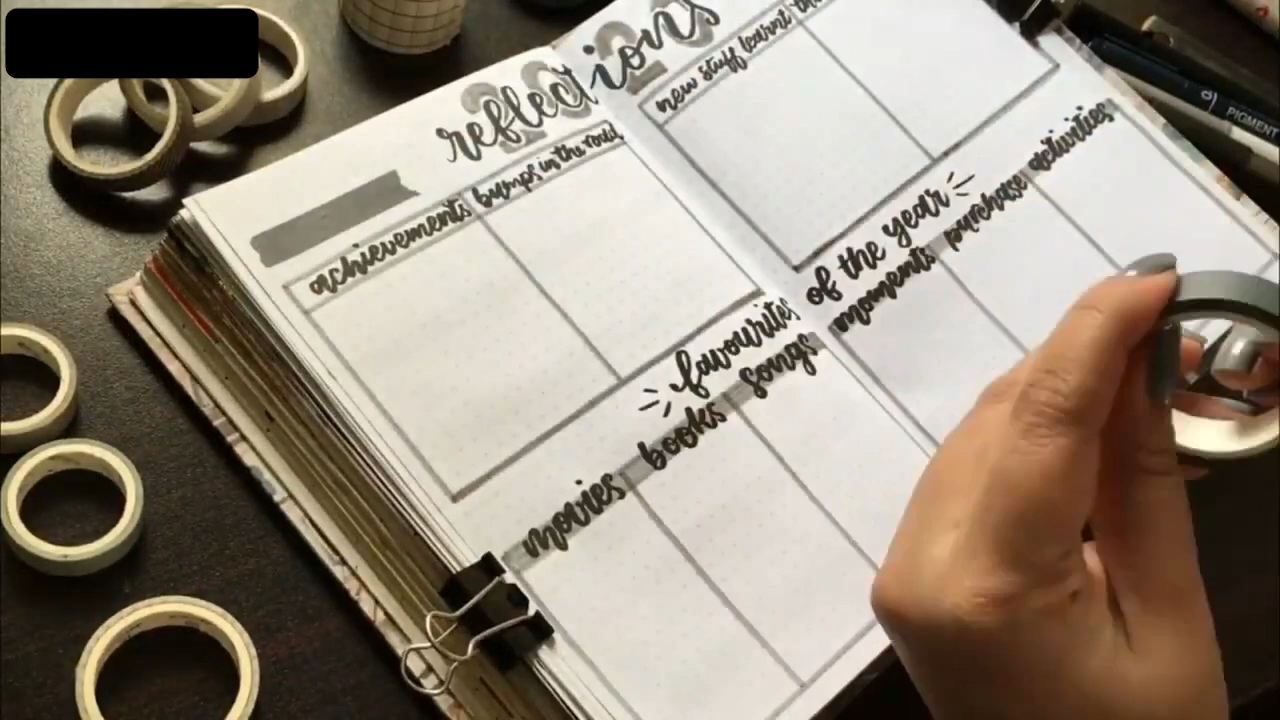 2020
reflections
achievements bumps in the road
new stuff learnt
favourites of the year
movies books songs
moments purchase activities
PIGMENT